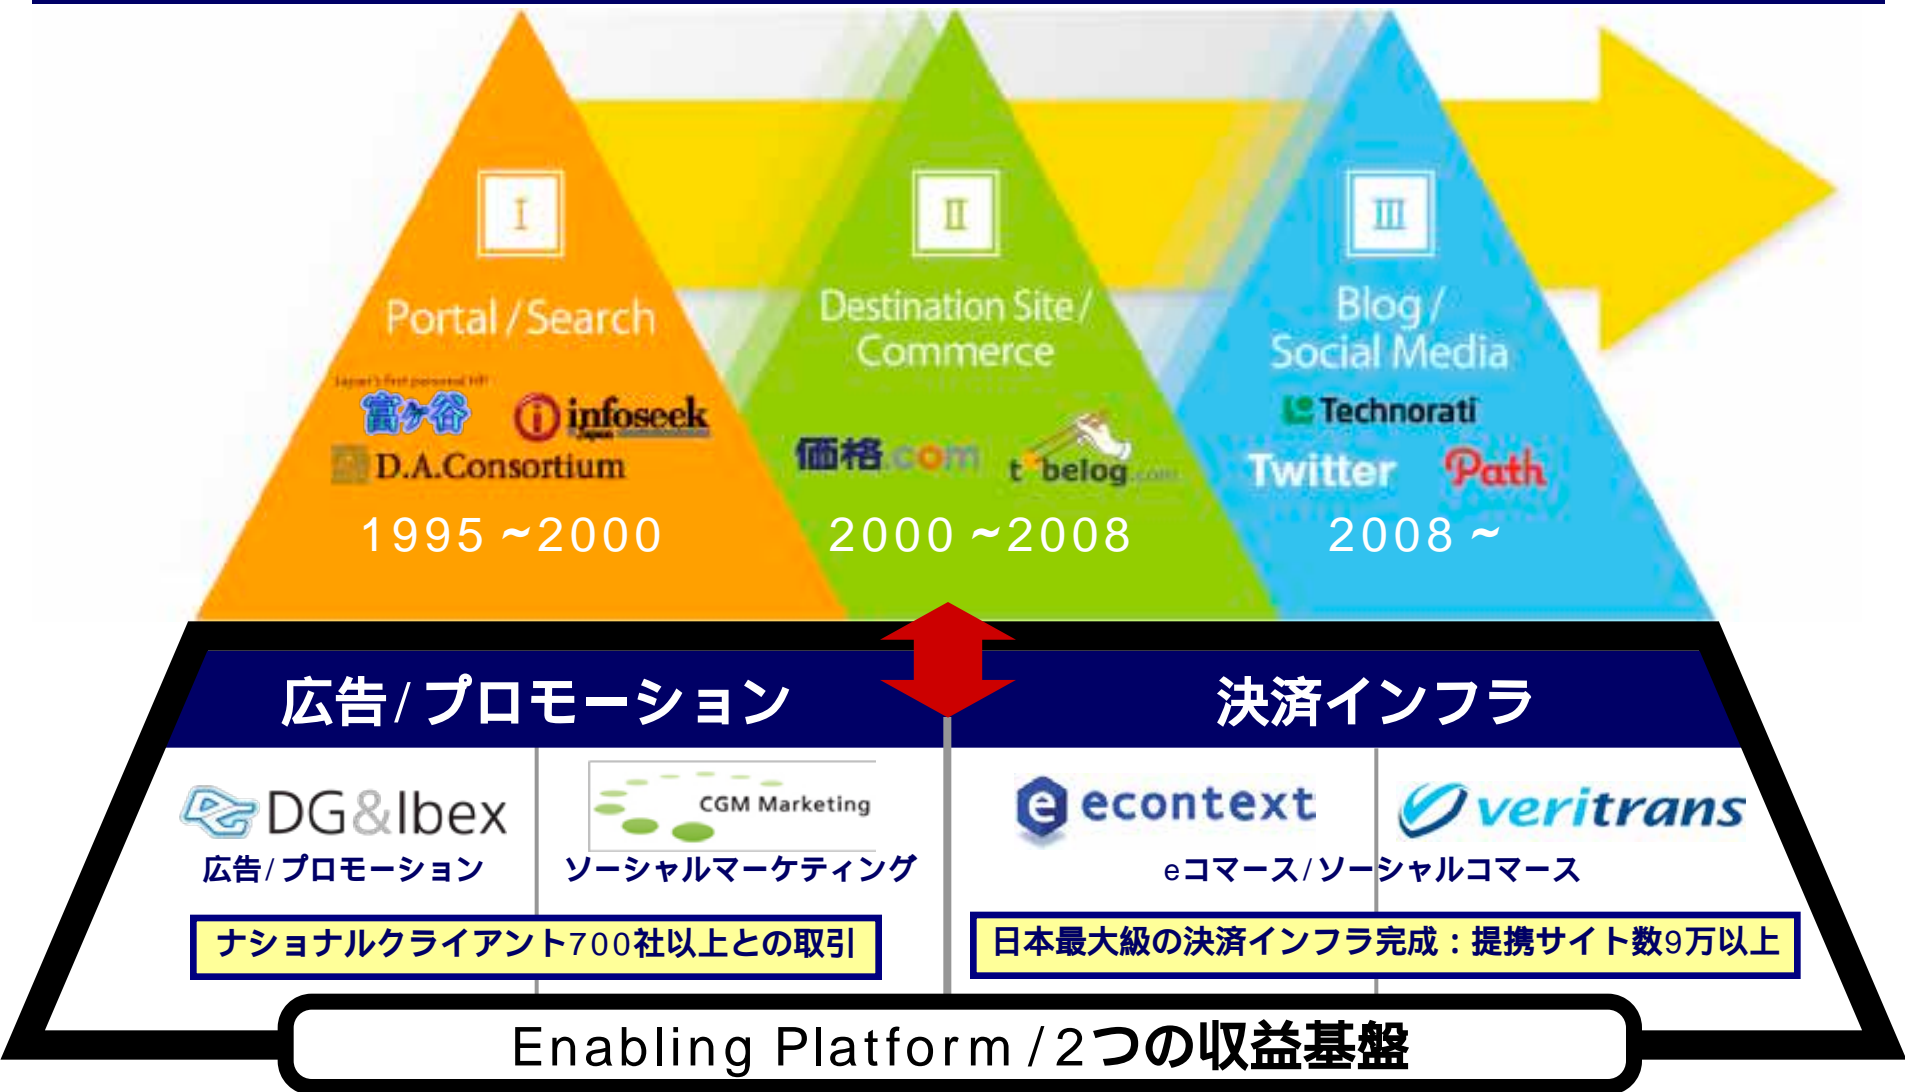 I
II
III
Portal / Search
Destination Site /
Commerce
Blog /
Social Media
Japan's first personal HP
富ヶ谷
infoseek
Japan
D.A.Consortium
価格.com
tabelog.com
Technorati
Twitter
Path
1995~2000
2000~2008
2008~
広告/プロモーション
決済インフラ
DG&Ibex
広告/プロモーション
CGM Marketing
ソーシャルマーケティング
econtext
veritrans
eコマース/ソーシャルコマース
ナショナルクライアント700社以上との取引
日本最大級の決済インフラ完成：提携サイト数9万以上
Enabling Platform / 2つの収益基盤